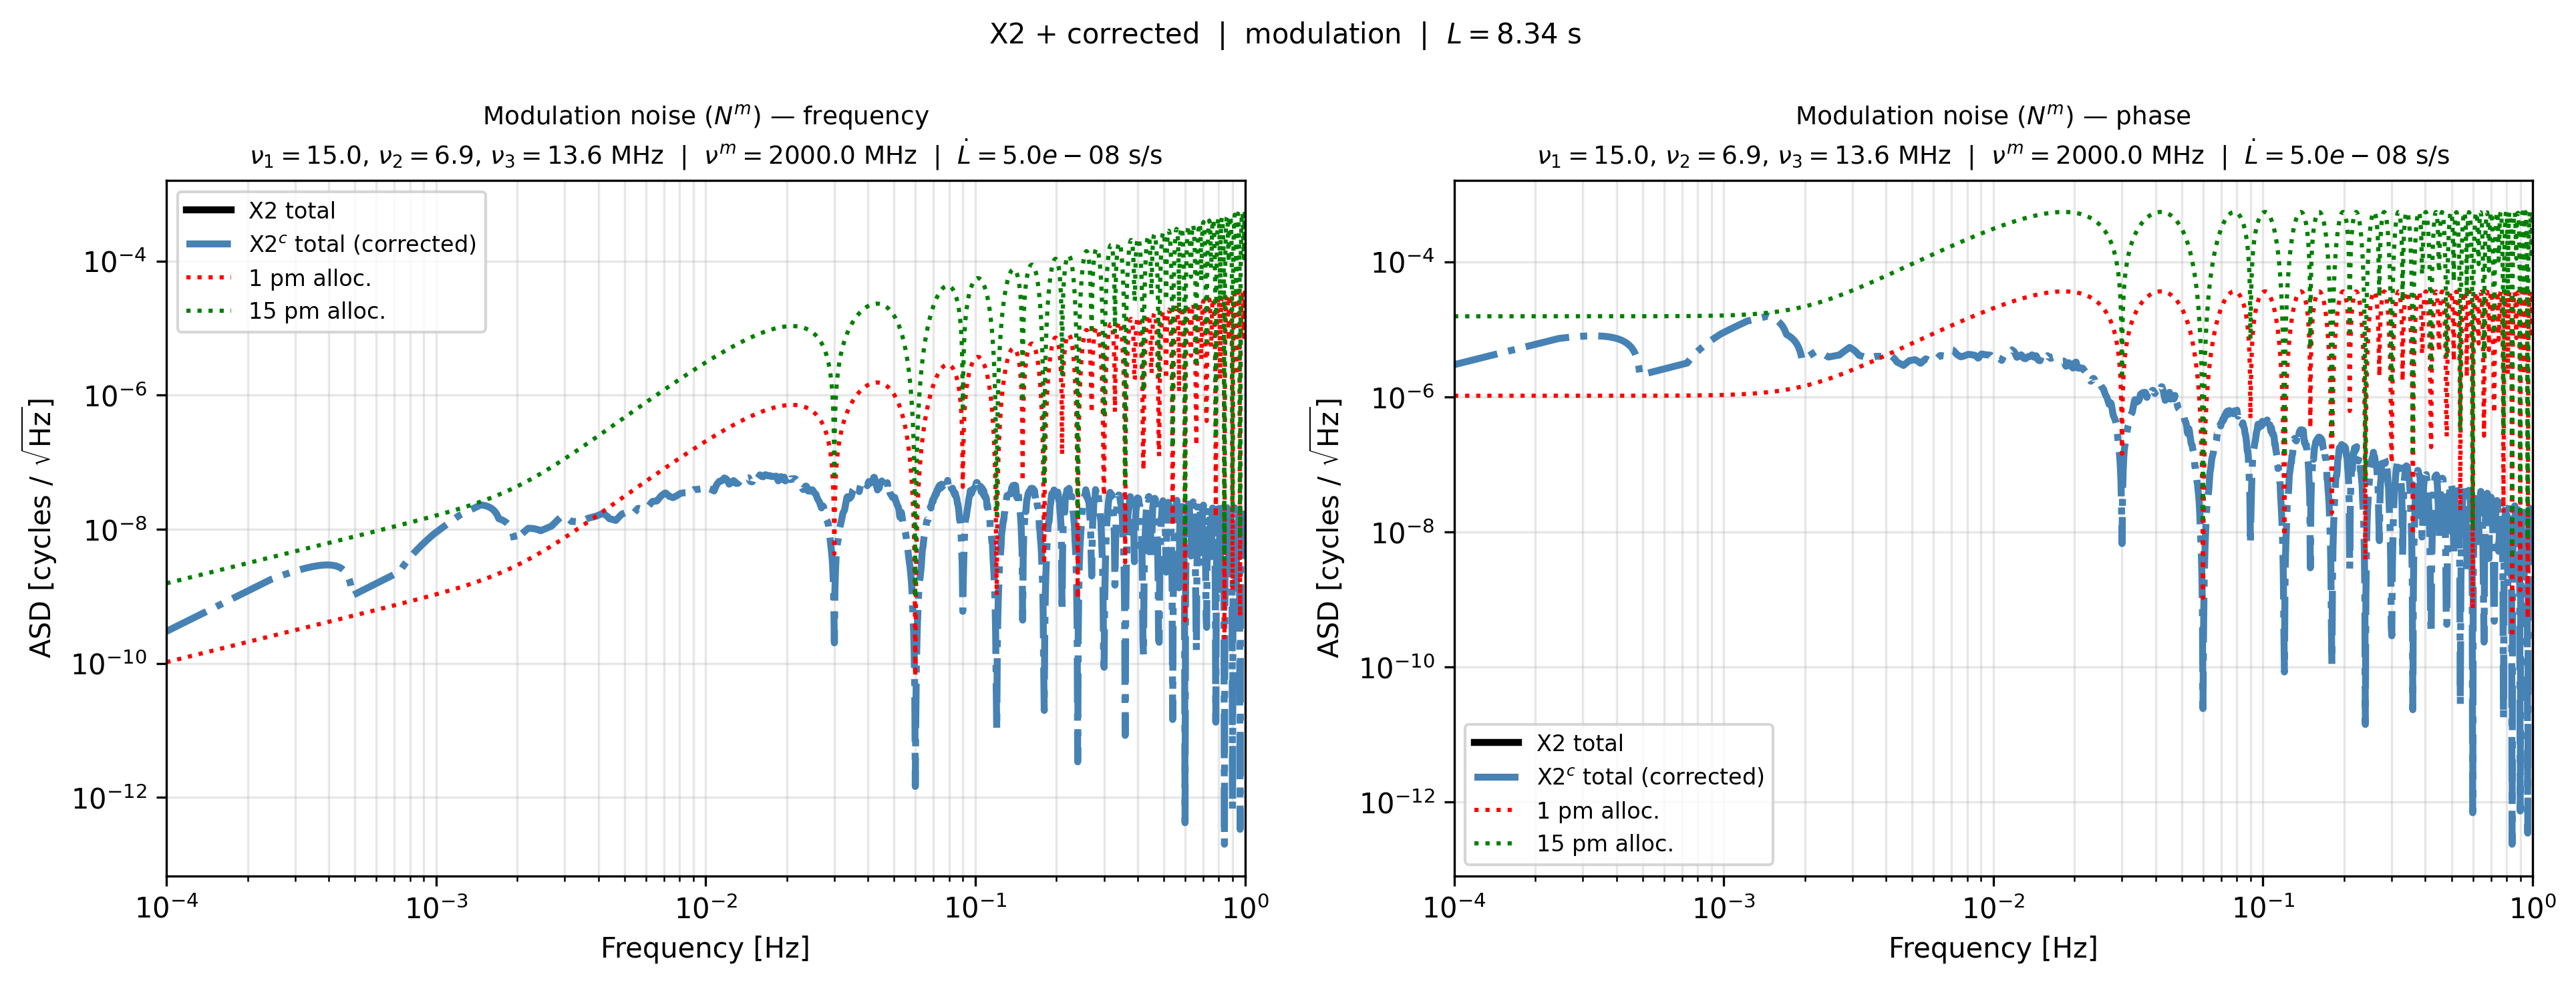 X2 + corrected | modulation | L = 8.34 s
Modulation noise (N^m) — frequency
ν₁ = 15.0, ν₂ = 6.9, ν₃ = 13.6 MHz | ν^m = 2000.0 MHz | L̇ = 5.0e − 08 s/s
X2 total
X2^c total (corrected)
1 pm alloc.
15 pm alloc.
10⁻⁴
10⁻⁶
10⁻⁸
10⁻¹⁰
10⁻¹²
ASD [cycles / √Hz]
10⁻⁴
10⁻³
10⁻²
10⁻¹
10⁰
Frequency [Hz]
Modulation noise (N^m) — phase
ν₁ = 15.0, ν₂ = 6.9, ν₃ = 13.6 MHz | ν^m = 2000.0 MHz | L̇ = 5.0e − 08 s/s
10⁻⁴
10⁻⁶
10⁻⁸
10⁻¹⁰
10⁻¹²
ASD [cycles / √Hz]
X2 total
X2^c total (corrected)
1 pm alloc.
15 pm alloc.
10⁻⁴
10⁻³
10⁻²
10⁻¹
10⁰
Frequency [Hz]